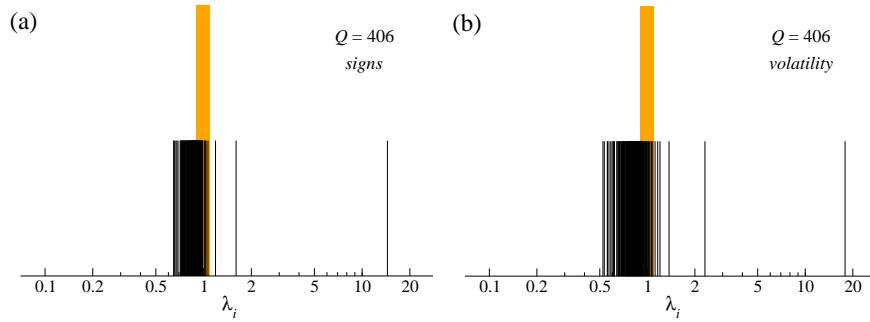 (a)
Q = 406
signs
0.1 0.2 0.5 1 2 5 10 20
λi
(b)
Q = 406
volatility
0.1 0.2 0.5 1 2 5 10 20
λi